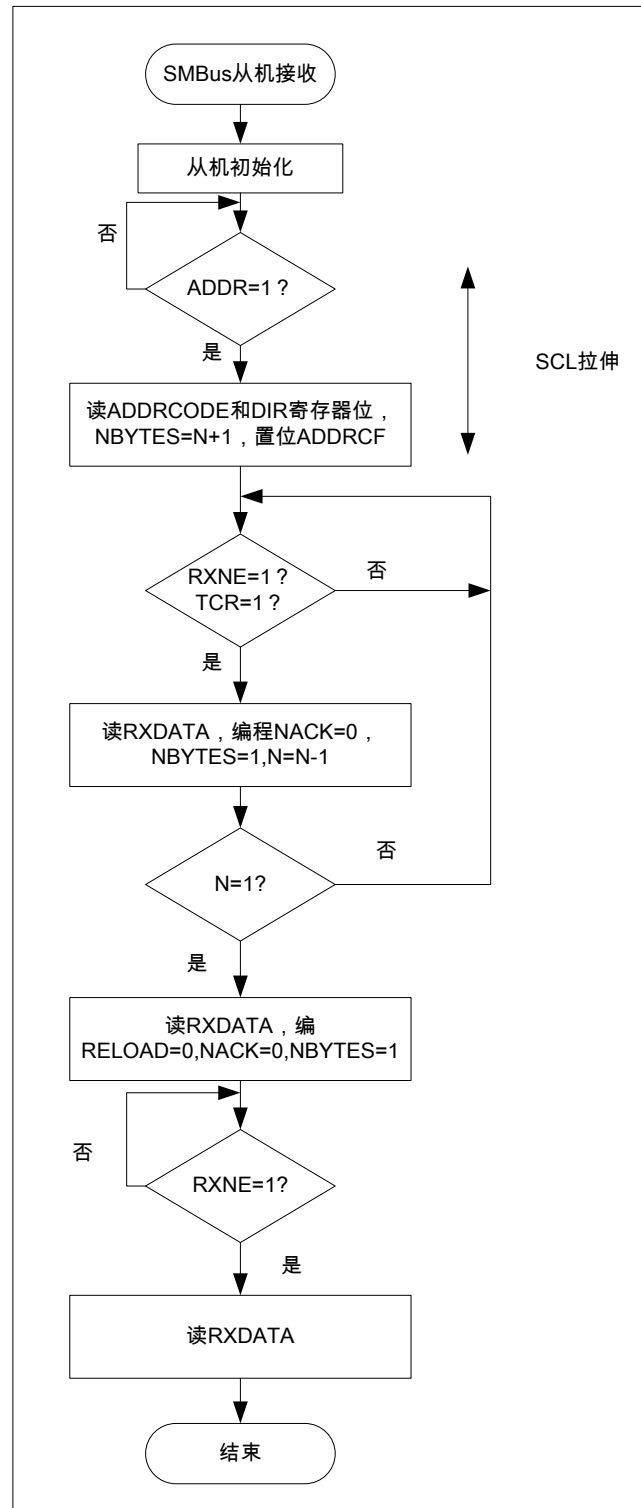 SMBus从机接收
从机初始化
否
ADDR=1？
是
SCL拉伸
读ADDRCODE和DIR寄存器位，
NBYTES=N+1，置位ADDRCF
RXNE=1？
TCR=1？
否
是
读RXDATA，编程NACK=0，
NBYTES=1,N=N-1
N=1?
否
是
读RXDATA，编
RELOAD=0,NACK=0,NBYTES=1
否
RXNE=1?
是
读RXDATA
结束